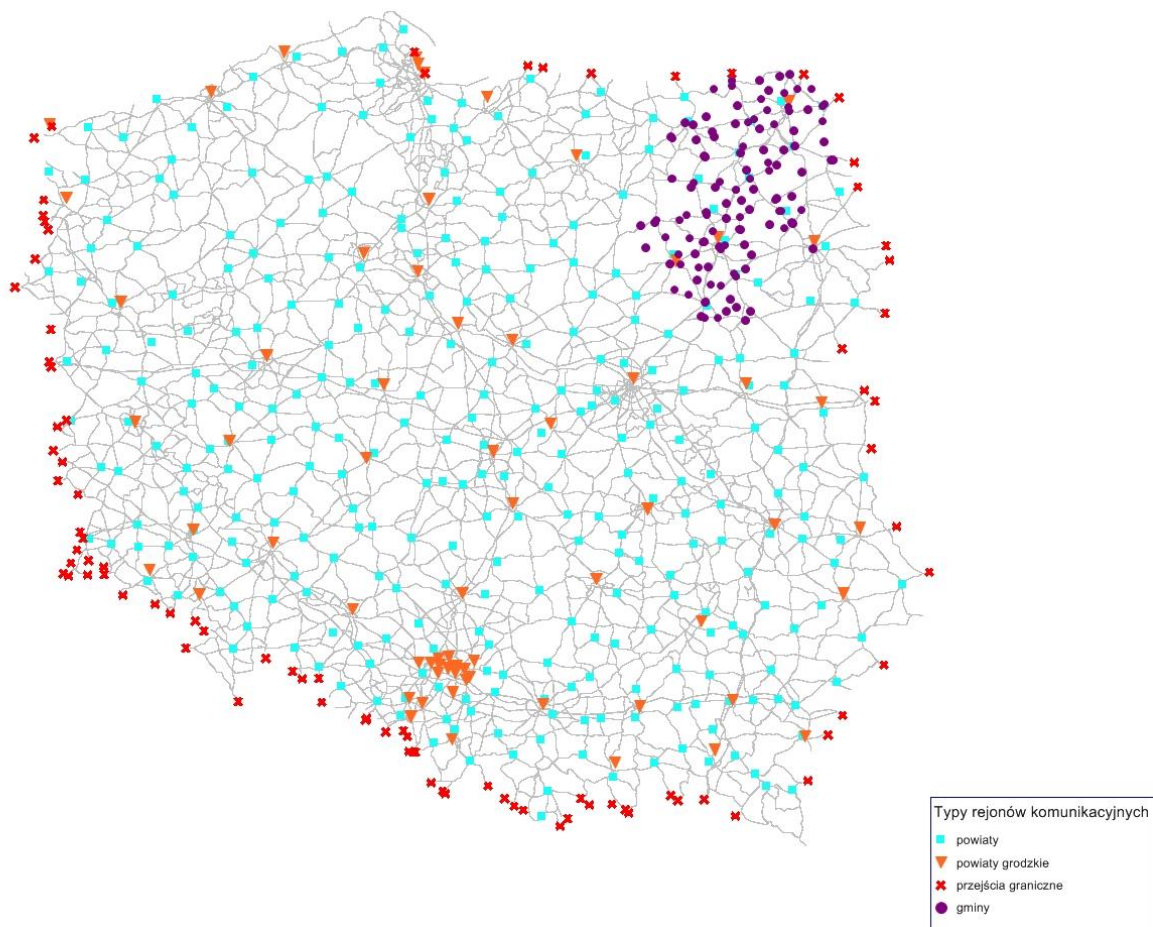 Typy rejonów komunikacyjnych
powiaty
powiaty grodzkie
przejścia graniczne
gminy